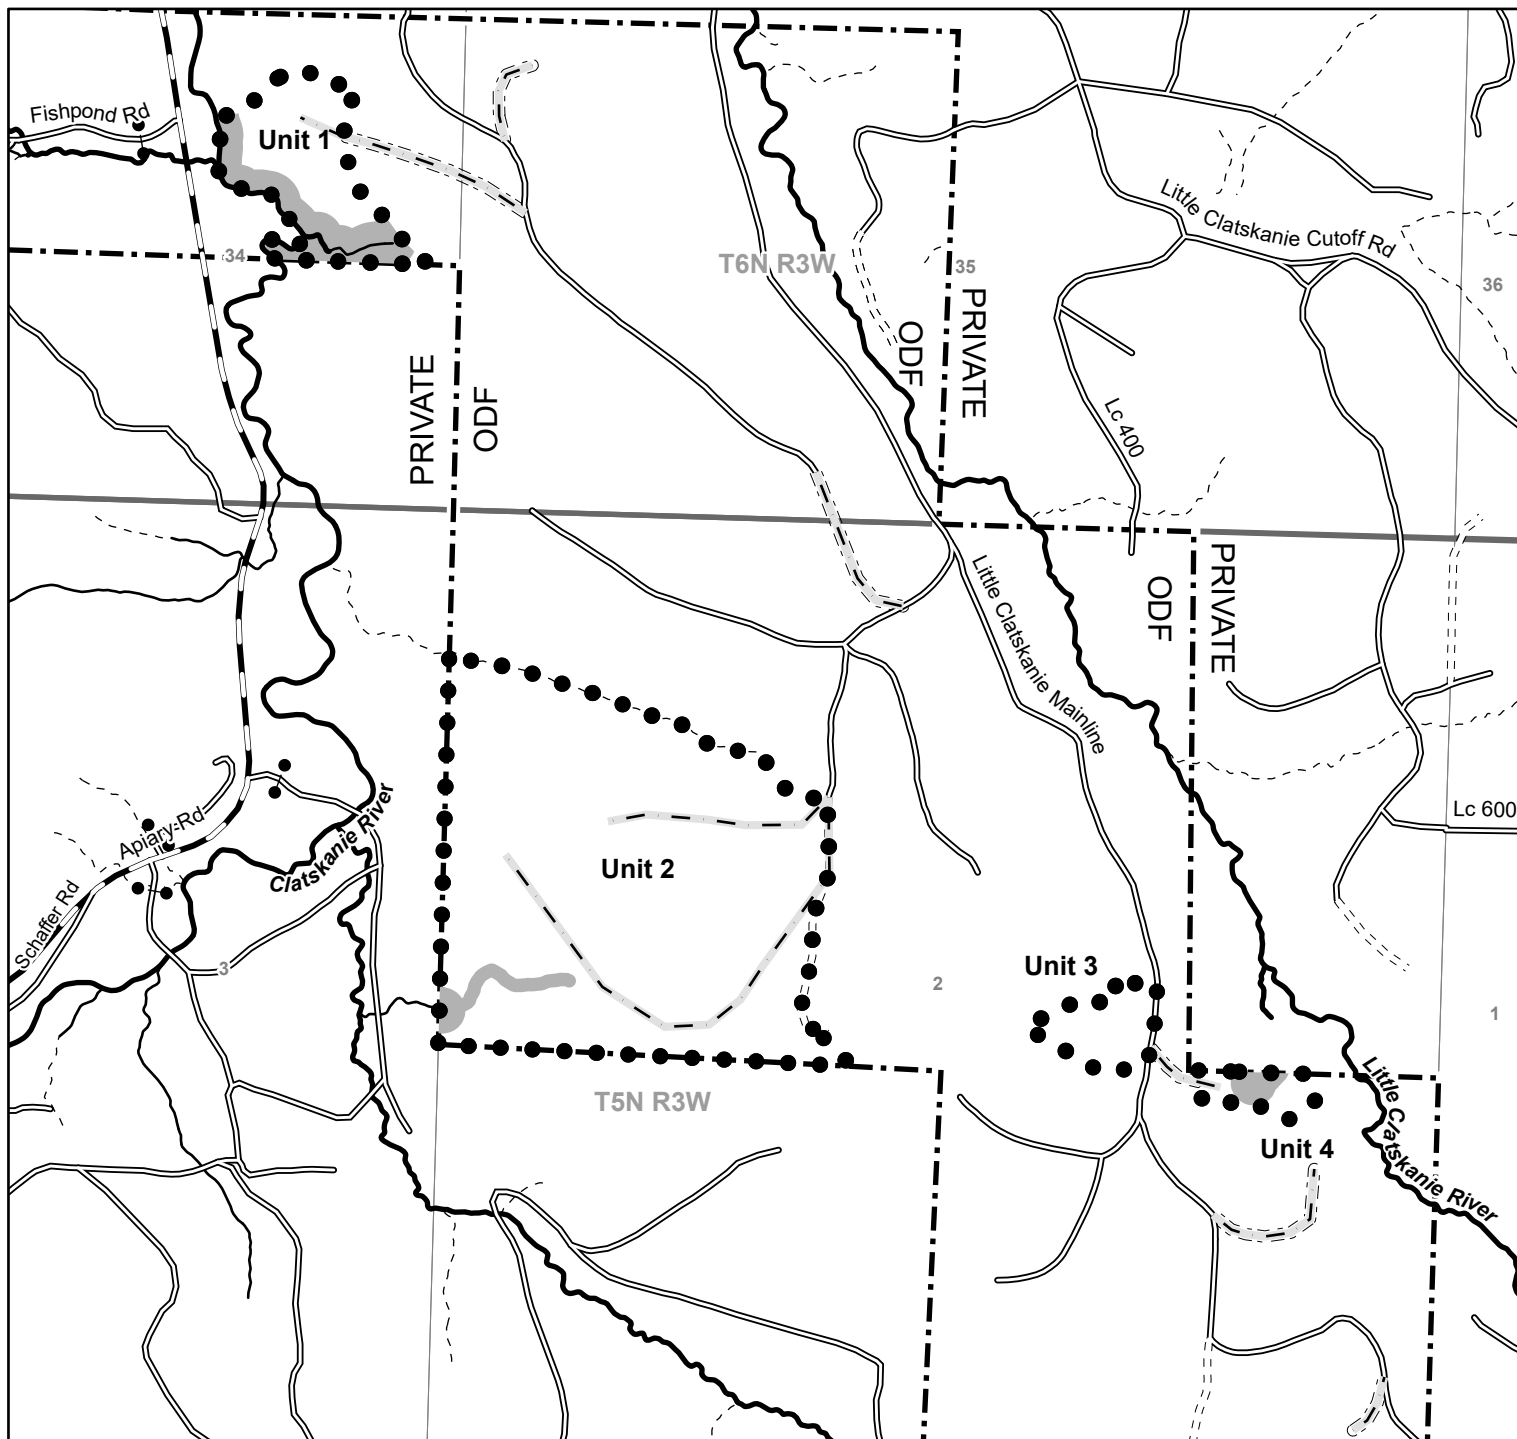 Fishpond Rd
Unit 1
34
T6N R3W
35
36
Little Clatskanie Cutoff Rd
PRIVATE
ODF
ODF
PRIVATE
Lc 400
Little Clatskanie Mainline
ODF
PRIVATE
Lc 600
Apiary Rd
Clatskanie River
Schaffer Rd
Unit 2
3
2
Unit 3
1
T5N R3W
Unit 4
Little Clatskanie River